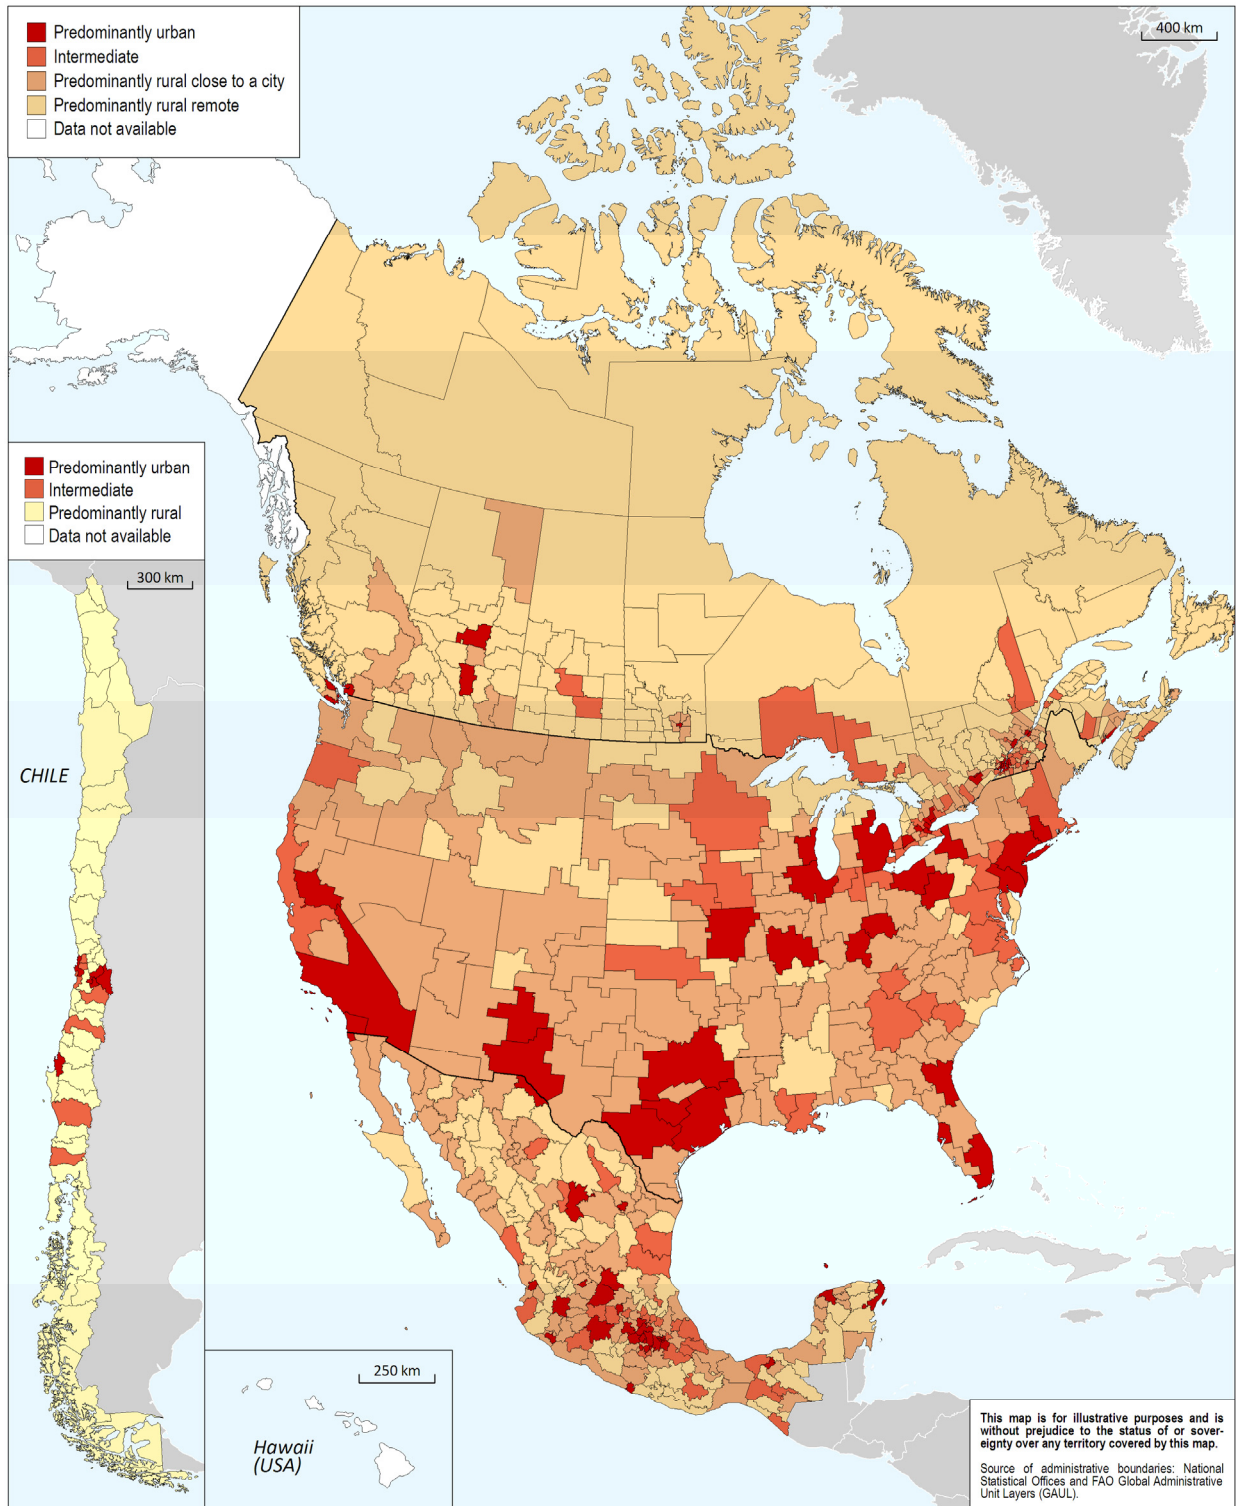 Predominantly urban
Intermediate
Predominantly rural close to a city
Predominantly rural remote
Data not available
400 km
Predominantly urban
Intermediate
Predominantly rural
Data not available
300 km
CHILE
250 km
Hawaii
(USA)
This map is for illustrative purposes and is
without prejudice to the status of or sover-
eignty over any territory covered by this map.
Source of administrative boundaries: National
Statistical Offices and FAO Global Administrative
Unit Layers (GAUL).